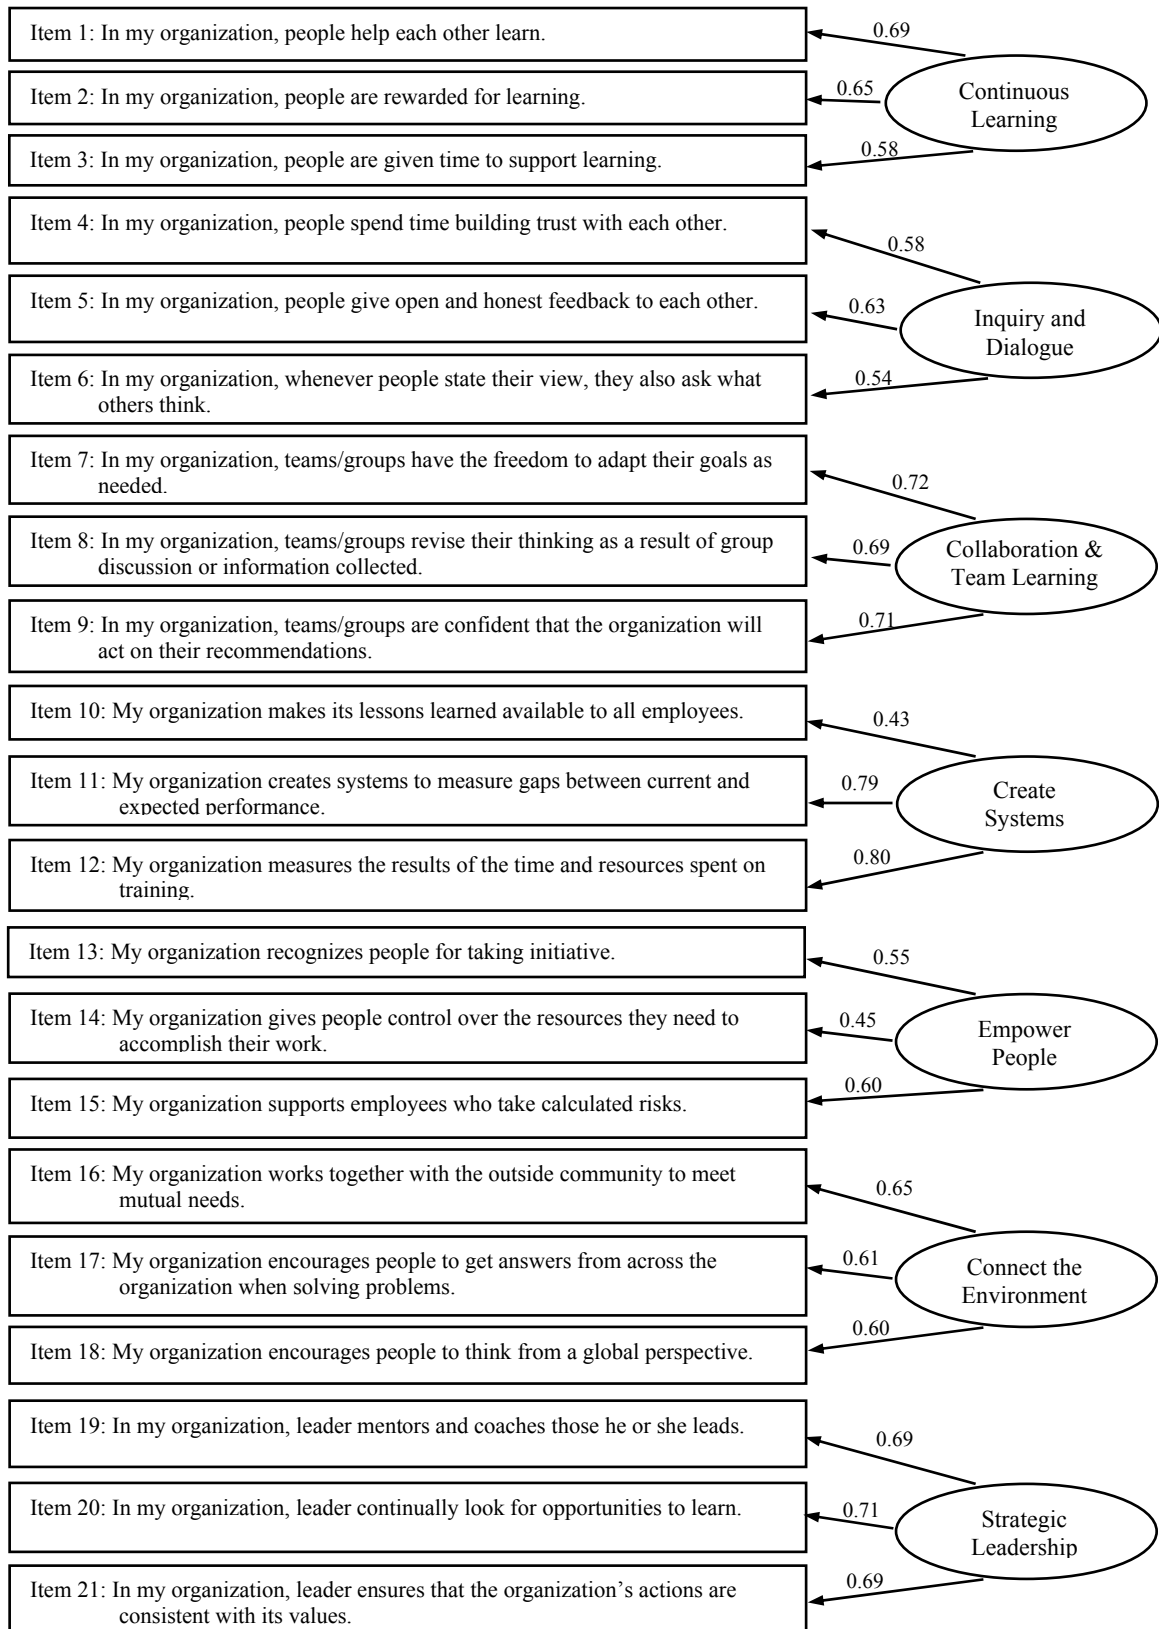 Item 1: In my organization, people help each other learn.
0.69
Item 2: In my organization, people are rewarded for learning.
0.65
Continuous
Learning
Item 3: In my organization, people are given time to support learning.
0.58
Item 4: In my organization, people spend time building trust with each other.
0.58
Item 5: In my organization, people give open and honest feedback to each other.
0.63
Inquiry and
Dialogue
Item 6: In my organization, whenever people state their view, they also ask what
others think.
0.54
Item 7: In my organization, teams/groups have the freedom to adapt their goals as
needed.
0.72
Item 8: In my organization, teams/groups revise their thinking as a result of group
discussion or information collected.
0.69
Collaboration &
Team Learning
Item 9: In my organization, teams/groups are confident that the organization will
act on their recommendations.
0.71
Item 10: My organization makes its lessons learned available to all employees.
0.43
Item 11: My organization creates systems to measure gaps between current and
expected performance.
0.79
Create
Systems
Item 12: My organization measures the results of the time and resources spent on
training.
0.80
Item 13: My organization recognizes people for taking initiative.
0.55
Item 14: My organization gives people control over the resources they need to
accomplish their work.
0.45
Empower
People
Item 15: My organization supports employees who take calculated risks.
0.60
Item 16: My organization works together with the outside community to meet
mutual needs.
0.65
Item 17: My organization encourages people to get answers from across the
organization when solving problems.
0.61
Connect the
Environment
Item 18: My organization encourages people to think from a global perspective.
0.60
Item 19: In my organization, leader mentors and coaches those he or she leads.
0.69
Item 20: In my organization, leader continually look for opportunities to learn.
0.71
Strategic
Leadership
Item 21: In my organization, leader ensures that the organization’s actions are
consistent with its values.
0.69